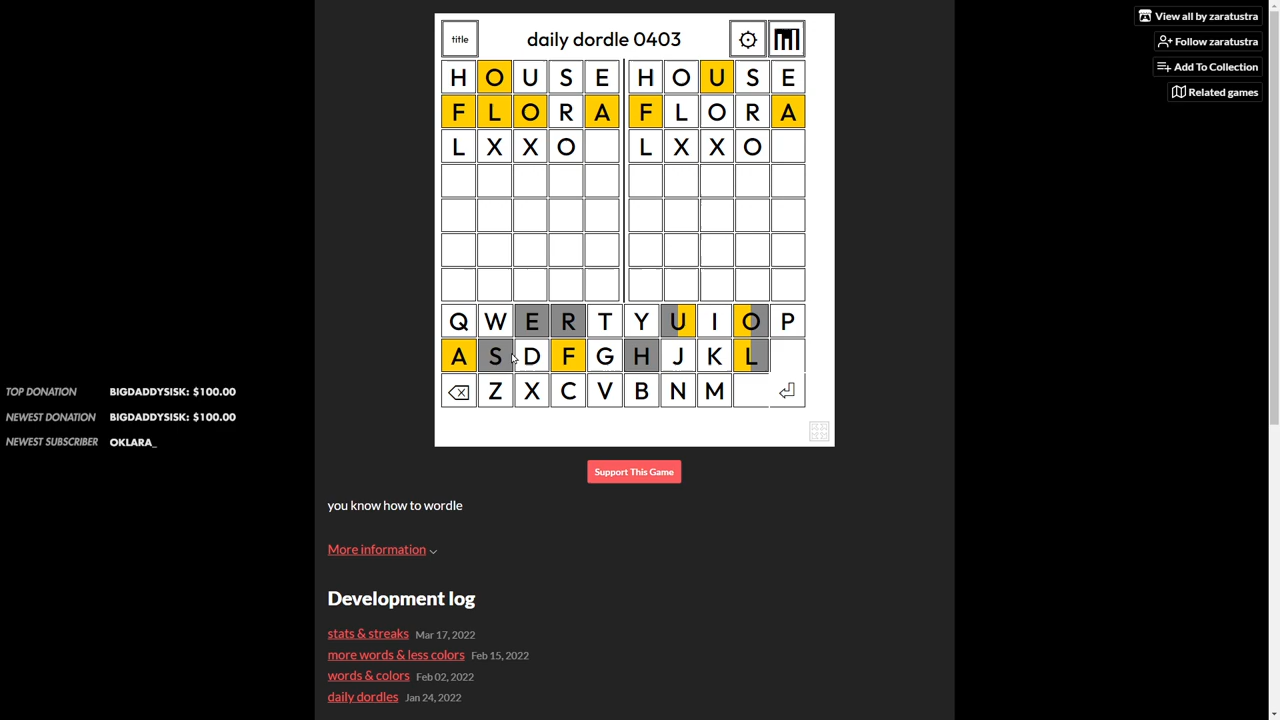 View all by zaratustra
Follow zaratustra
Add To Collection
Related games
title
daily dordle 0403
H O U S E H O U S E
F L O R A F L O R A
L X X O L X X O
Q W E R T Y U I O P
A S D F G H J K L
Z X C V B N M
TOP DONATION BIGDADDYSISK: $100.00
NEWEST DONATION BIGDADDYSISK: $100.00
NEWEST SUBSCRIBER OKLARA_
Support This Game
you know how to wordle
More information
Development log
stats & streaks Mar 17, 2022
more words & less colors Feb 15, 2022
words & colors Feb 02, 2022
daily dordles Jan 24, 2022